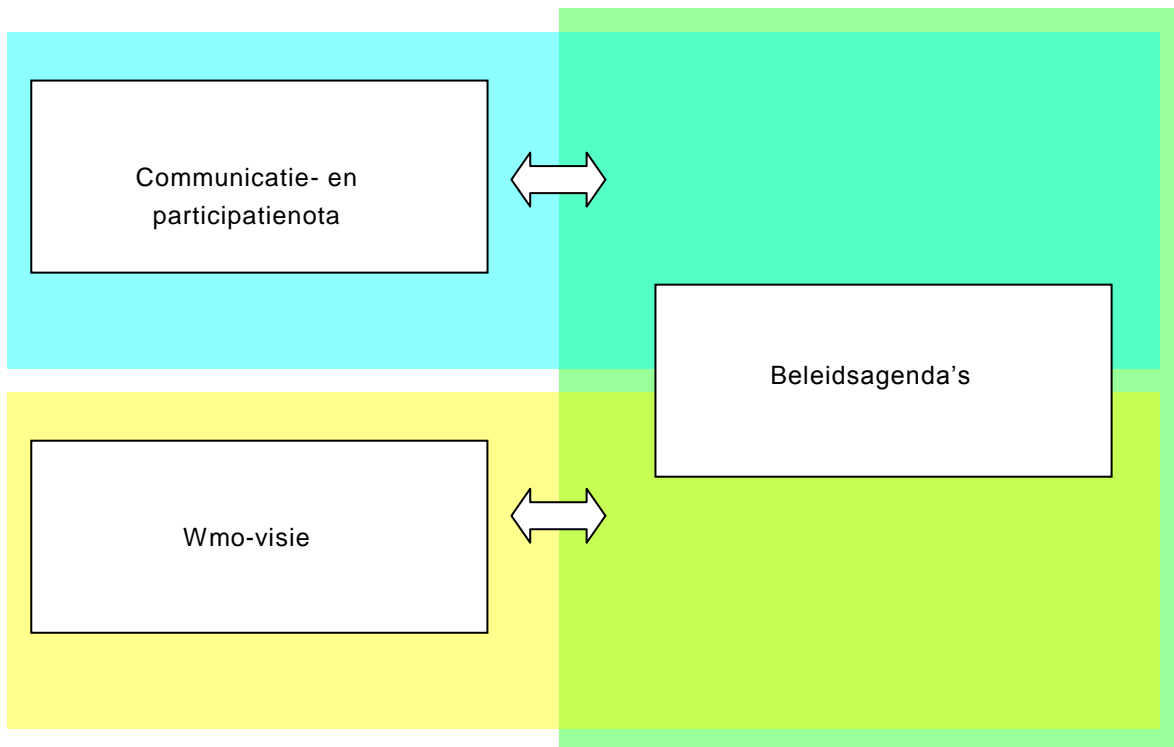 Communicatie- en
participatienota
Beleidsagenda's
Wmo-visie